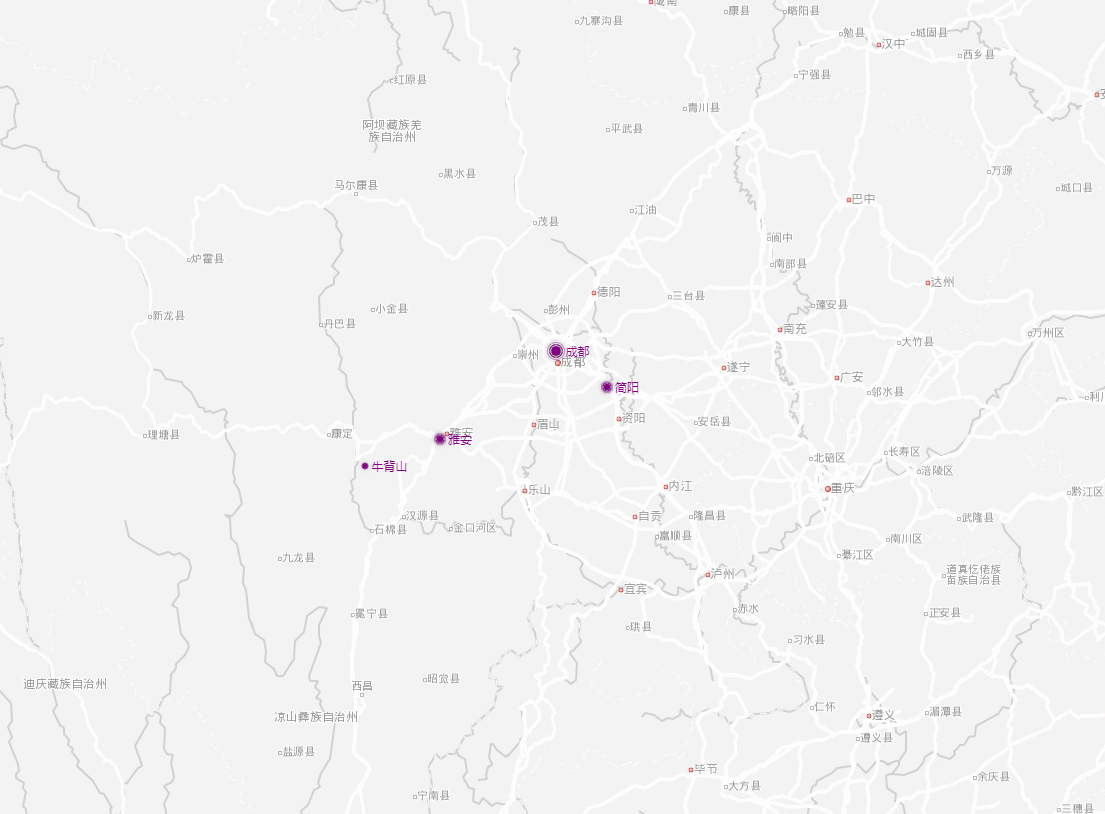 陇南
康县
略阳县
九寨沟县
勉县
城固县
汉中
西乡县
红原县
宁强县
青川县
阿坝藏族羌
族自治州
平武县
黒水县
万源
马尔康县
城口县
巴中
江油
茂县
阆中
炉霍县
南部县
达州
德阳
三台县
小金县
彭州
蓬安县
新龙县
丹巴县
南充
万州区
大竹县
成都
崇州
成都
遂宁
广安
简阳
邻水县
利川
资阳
安岳县
眉山
康定
理塘县
雅安
雅安
长寿区
北碚区
牛背山
涪陵区
内江
重庆
乐山
黔江区
汉源县
自贡
隆昌县
武隆县
石棉县
金口河区
富顺县
南川区
九龙县
綦江区
道真仡佬族
苗族自治县
泸州
宜宾
冕宁县
赤水
正安县
珙县
习水县
迪庆藏族自治州
昭觉县
西昌
仁怀
湄潭县
凉山彝族自治州
遵义
遵义县
盐源县
毕节
余庆县
大方县
宁南县
三穗县